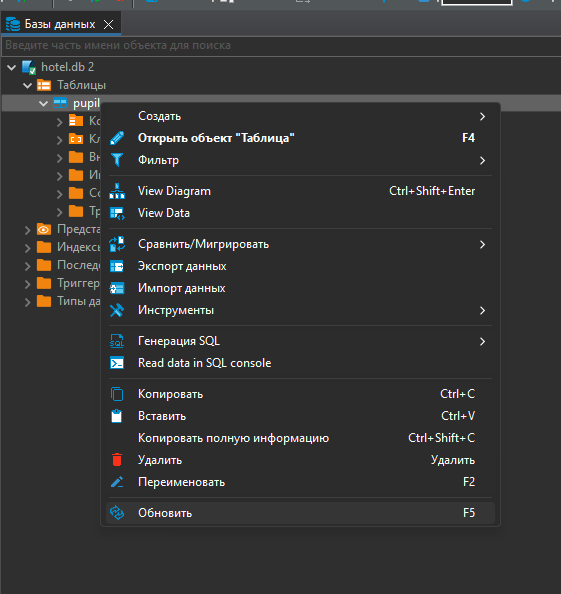 Базы данных
Введите часть имени объекта для поиска
hotel.db 2
Таблицы
pupil
Создать
Открыть объект "Таблица" F4
Фильтр
View Diagram Ctrl+Shift+Enter
View Data
Сравнить/Мигрировать
Экспорт данных
Импорт данных
Инструменты
Генерация SQL
Read data in SQL console
Копировать Ctrl+C
Вставить Ctrl+V
Копировать полную информацию Ctrl+Shift+C
Удалить Удалить
Переименовать F2
Обновить F5
Ко
Кл
Вн
Ин
Сс
Тр
Предста
Индексы
Послед
Триггер
Типы да